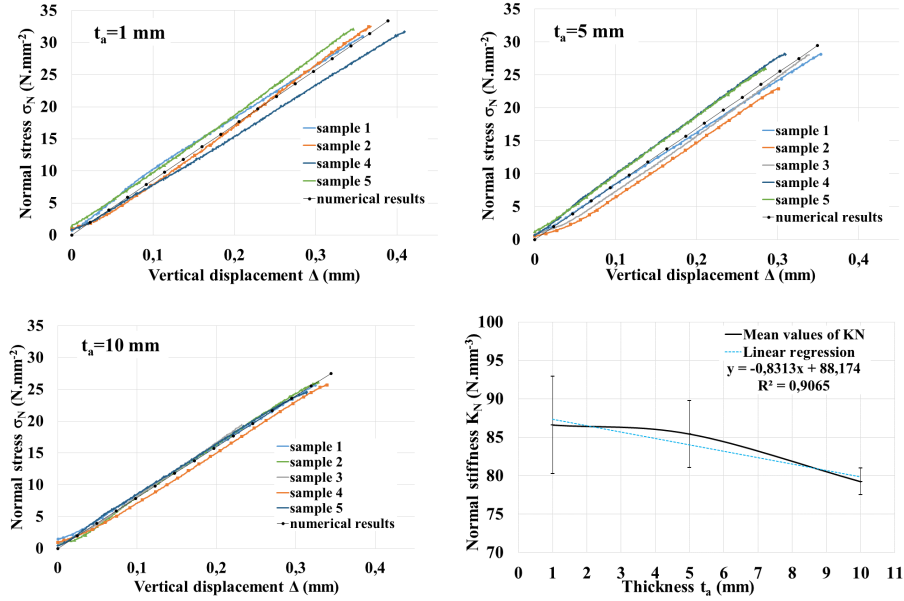 tₐ=1 mm
Normal stress σN (N.mm⁻²)
35
30
25
20
15
10
5
0
sample 1
sample 2
sample 4
sample 5
numerical results
0 0,1 0,2 0,3 0,4
Vertical displacement Δ (mm)
tₐ=5 mm
Normal stress σN (N.mm⁻²)
35
30
25
20
15
10
5
0
sample 1
sample 2
sample 3
sample 4
sample 5
numerical results
0 0,1 0,2 0,3 0,4
Vertical displacement Δ (mm)
tₐ=10 mm
Normal stress σN (N.mm⁻²)
35
30
25
20
15
10
5
0
sample 1
sample 2
sample 3
sample 4
sample 5
numerical results
0 0,1 0,2 0,3 0,4
Vertical displacement Δ (mm)
Normal stiffness KN (N.mm⁻³)
100
95
90
85
80
75
70
Mean values of KN
Linear regression
y = -0,8313x + 88,174
R² = 0,9065
0 1 2 3 4 5 6 7 8 9 10 11
Thickness tₐ (mm)